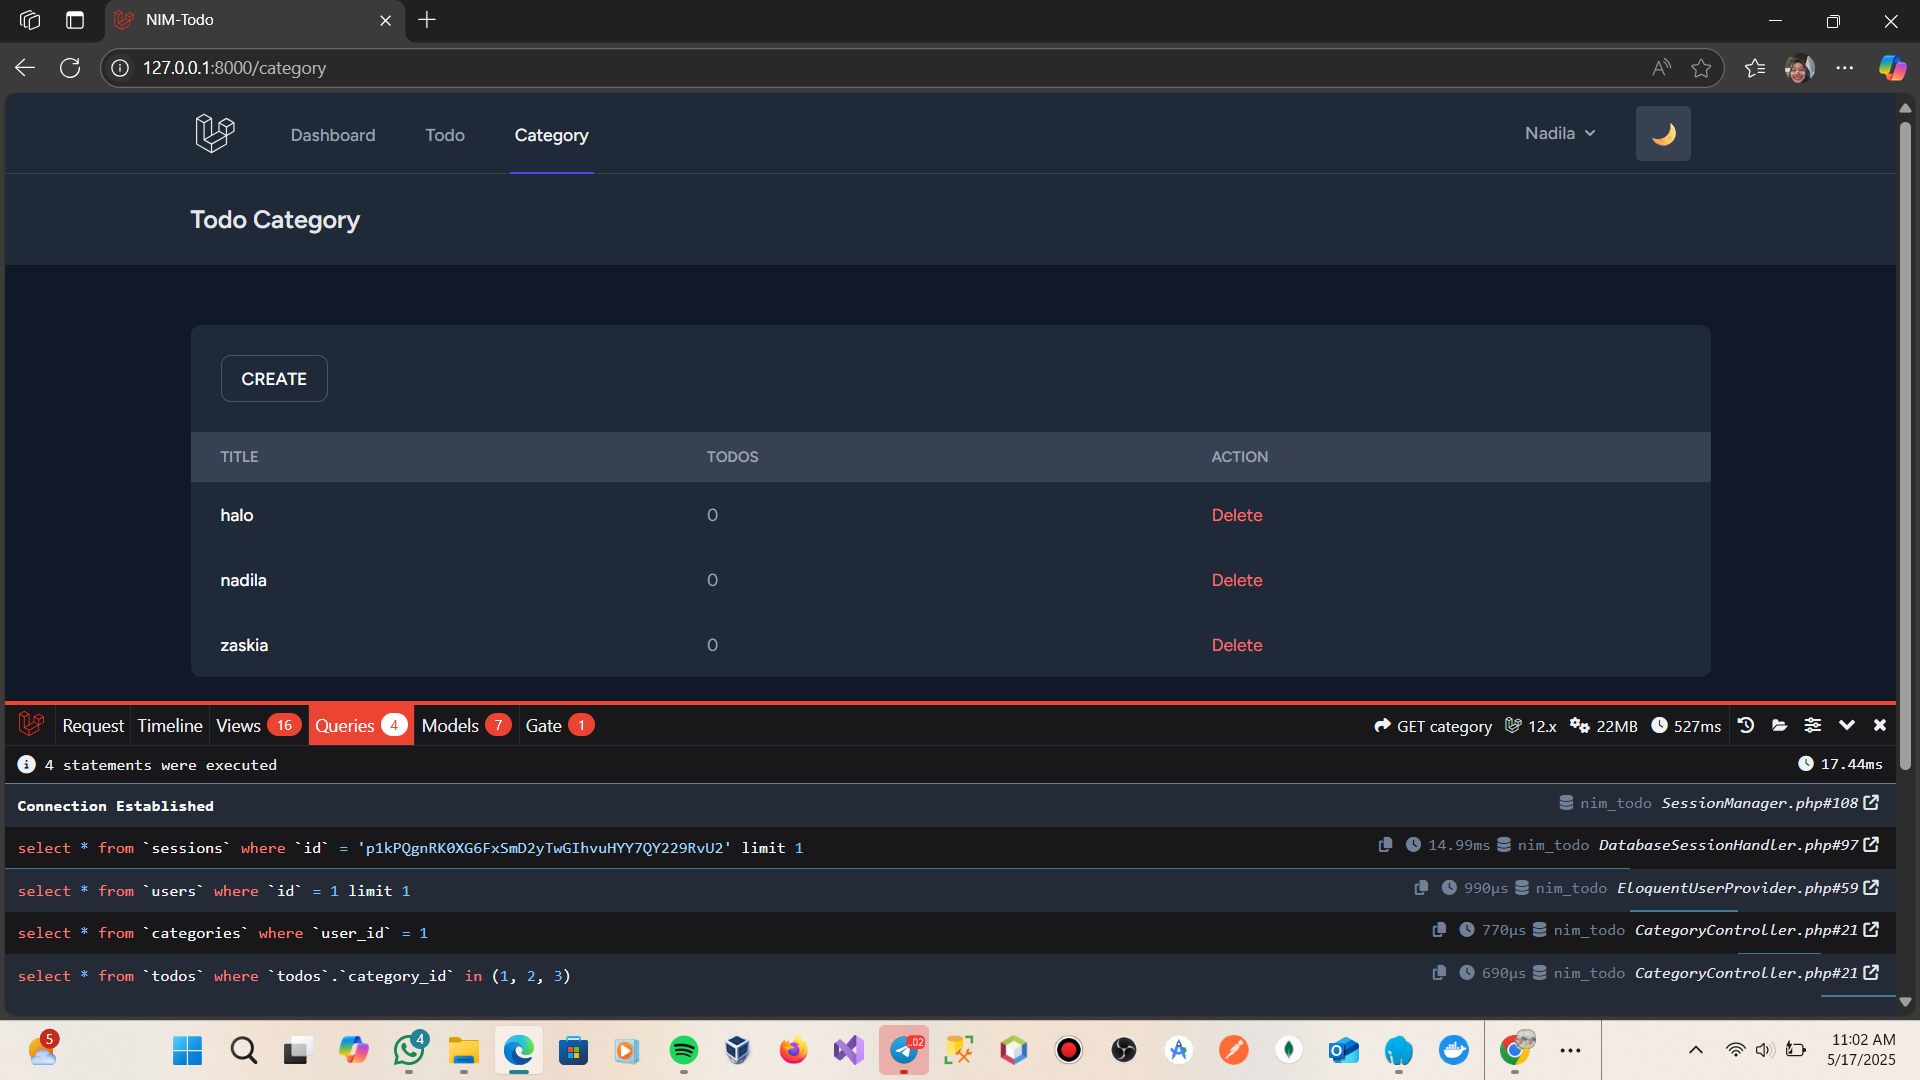 NIM-Todo
127.0.0.1:8000/category
Dashboard Todo Category Nadila
Todo Category
CREATE
TITLE TODOS ACTION
halo 0 Delete
nadila 0 Delete
zaskia 0 Delete
Request Timeline Views 16 Queries 4 Models 7 Gate 1 GET category 12.x 22MB 527ms
4 statements were executed 17.44ms
Connection Established nim_todo SessionManager.php#108
select * from `sessions` where `id` = 'p1kPQgnRK0XG6FxSmD2yTwGIhvuHYY7QY229RvU2' limit 1 14.99ms nim_todo DatabaseSessionHandler.php#97
select * from `users` where `id` = 1 limit 1 990μs nim_todo EloquentUserProvider.php#59
select * from `categories` where `user_id` = 1 770μs nim_todo CategoryController.php#21
select * from `todos` where `todos`.`category_id` in (1, 2, 3) 690μs nim_todo CategoryController.php#21
5 4 ..02 11:02 AM
5/17/2025